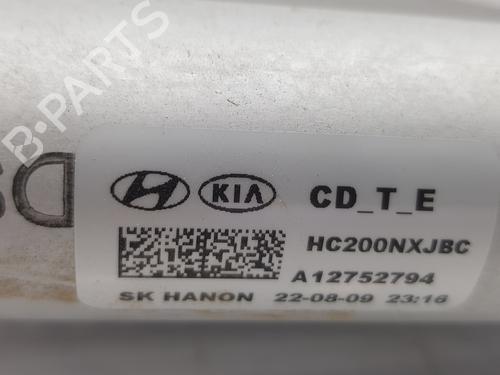 B-PARTS
KIA CD_T_E
HC200NXJBC
A12752794
SK HANON 22-08-09 23:16